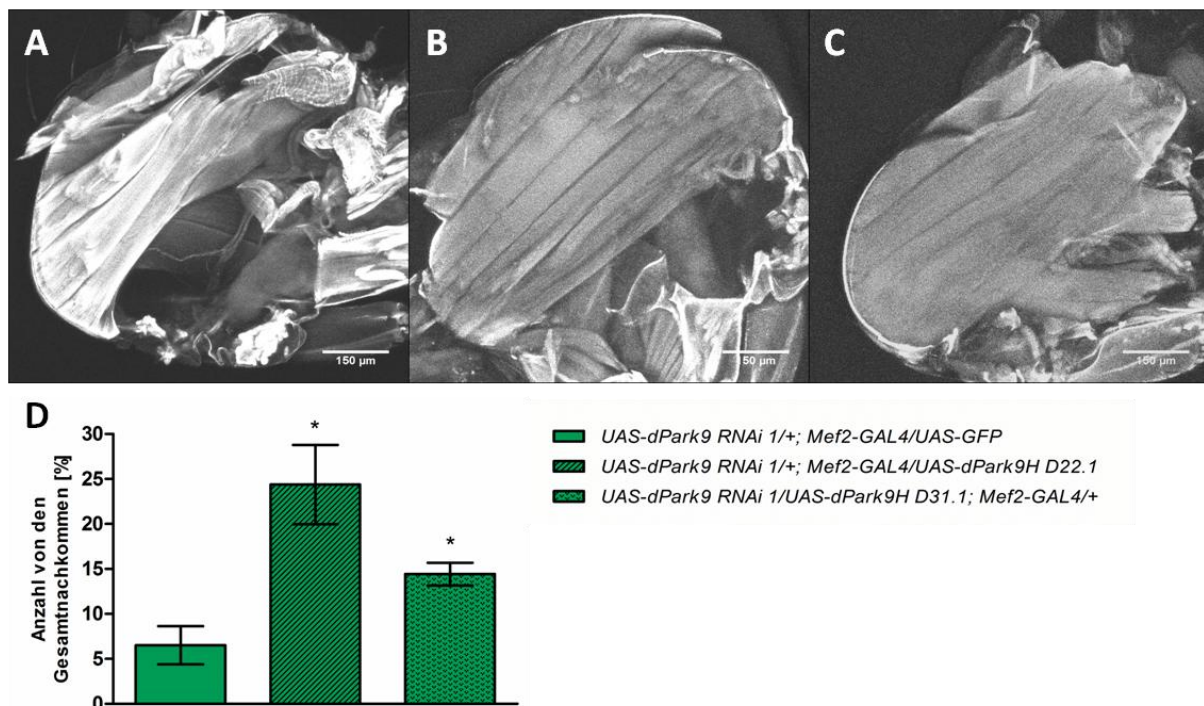 A
B
C
150 µm
150 µm
150 µm
D
Anzahl von den
Gesamtnachkommen [%]
30
25
20
15
10
5
0
*
*
UAS-dPark9 RNAi 1/+; Mef2-GAL4/UAS-GFP
UAS-dPark9 RNAi 1/+; Mef2-GAL4/UAS-dPark9H D22.1
UAS-dPark9 RNAi 1/UAS-dPark9H D31.1; Mef2-GAL4/+